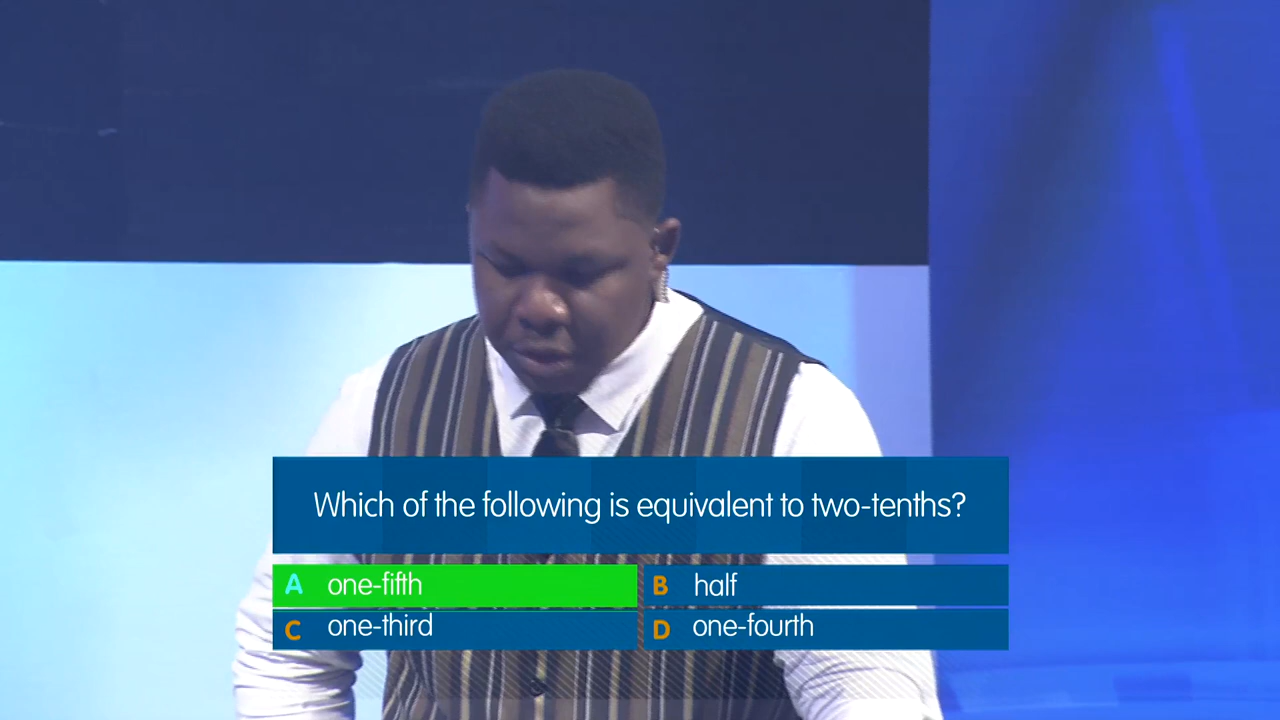 Which of the following is equivalent to two-tenths?
A one-fifth
B half
C one-third
D one-fourth